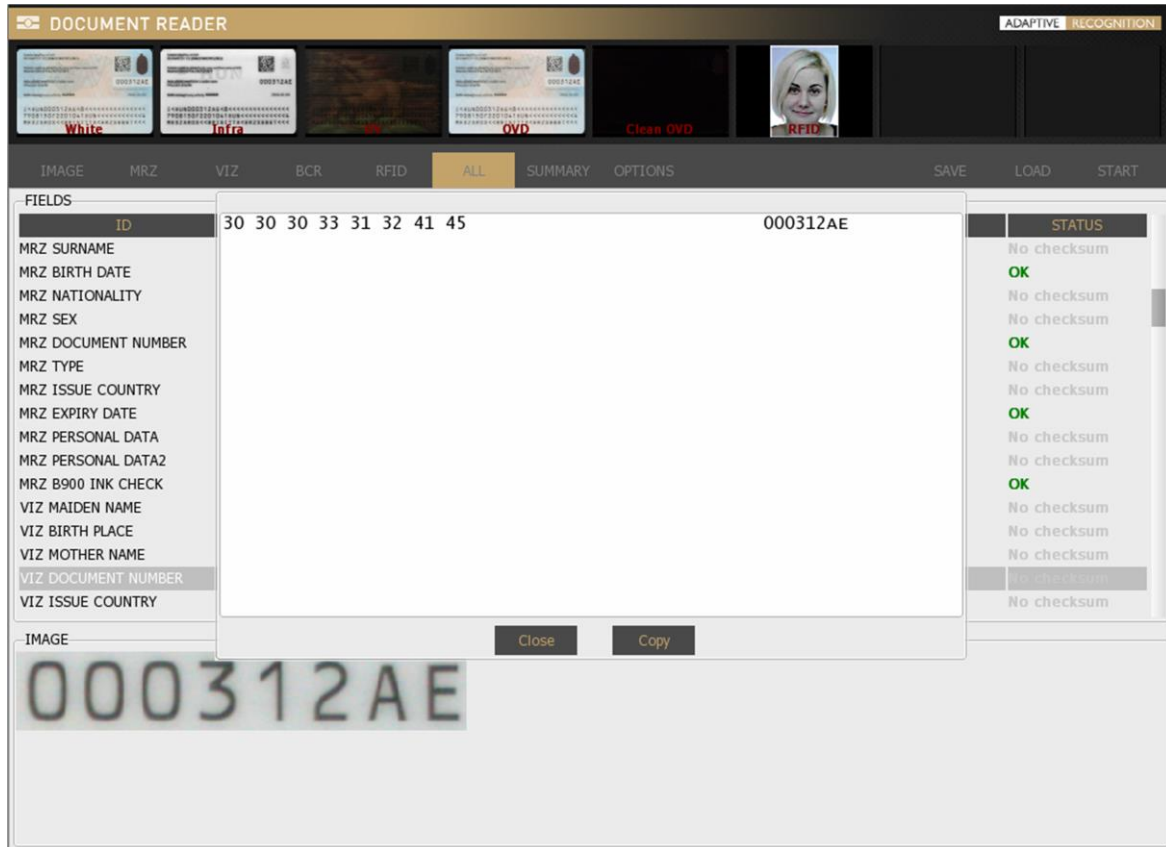 DOCUMENT READER
ADAPTIVE RECOGNITION
000312AE
000312AE
000312AE
White
Infra
UV
OVD
Clean OVD
RFID
IMAGE MRZ VIZ BCR RFID ALL SUMMARY OPTIONS SAVE LOAD START
FIELDS
ID STATUS
30 30 30 33 31 32 41 45 000312AE
MRZ SURNAME No checksum
MRZ BIRTH DATE OK
MRZ NATIONALITY No checksum
MRZ SEX No checksum
MRZ DOCUMENT NUMBER OK
MRZ TYPE No checksum
MRZ ISSUE COUNTRY No checksum
MRZ EXPIRY DATE OK
MRZ PERSONAL DATA No checksum
MRZ PERSONAL DATA2 No checksum
MRZ B900 INK CHECK OK
VIZ MAIDEN NAME No checksum
VIZ BIRTH PLACE No checksum
VIZ MOTHER NAME No checksum
VIZ DOCUMENT NUMBER No checksum
VIZ ISSUE COUNTRY No checksum
Close Copy
IMAGE
000312AE